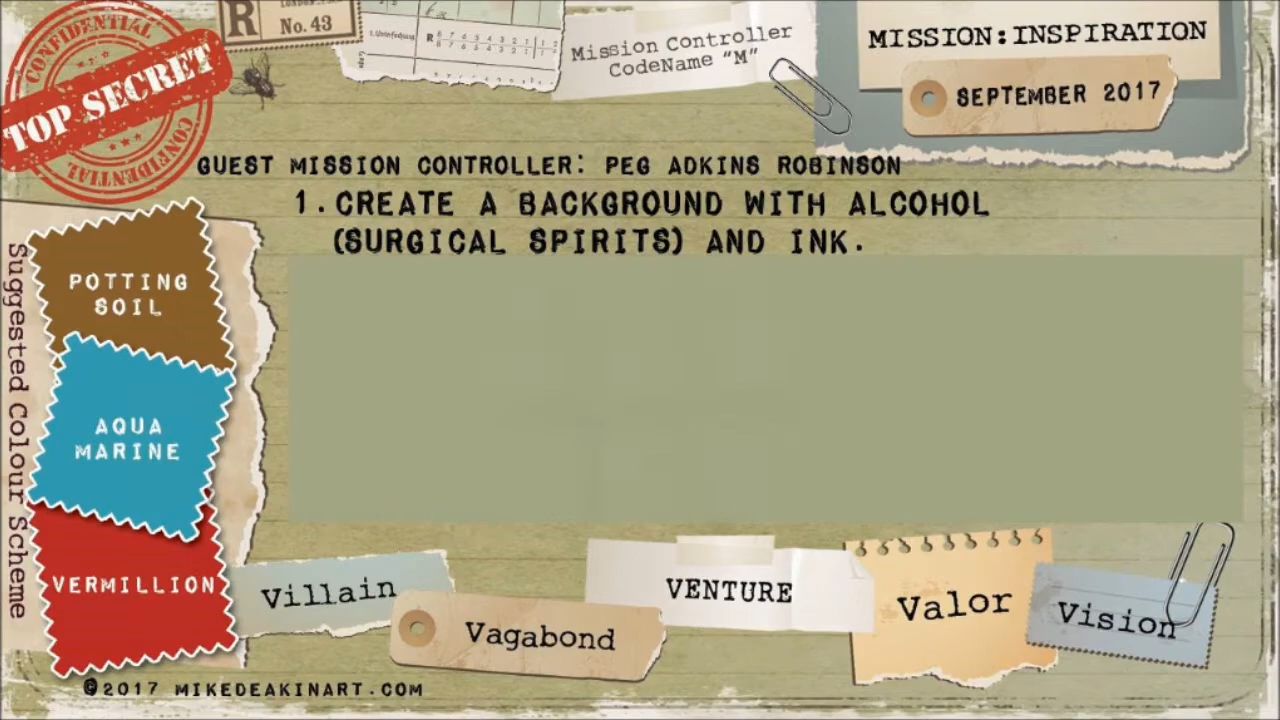 CONFIDENTIAL
TOP SECRET
CONFIDENTIAL
R
No. 43
Mission Controller
CodeName "M"
MISSION:INSPIRATION
SEPTEMBER 2017
GUEST MISSION CONTROLLER: PEG ADKINS ROBINSON
1. CREATE A BACKGROUND WITH ALCOHOL
(SURGICAL SPIRITS) AND INK.
Suggested Colour Scheme
POTTING
SOIL
AQUA
MARINE
VERMILLION
Villain
Vagabond
VENTURE
Valor
Vision
©2017 MIKEDEAKINART.COM